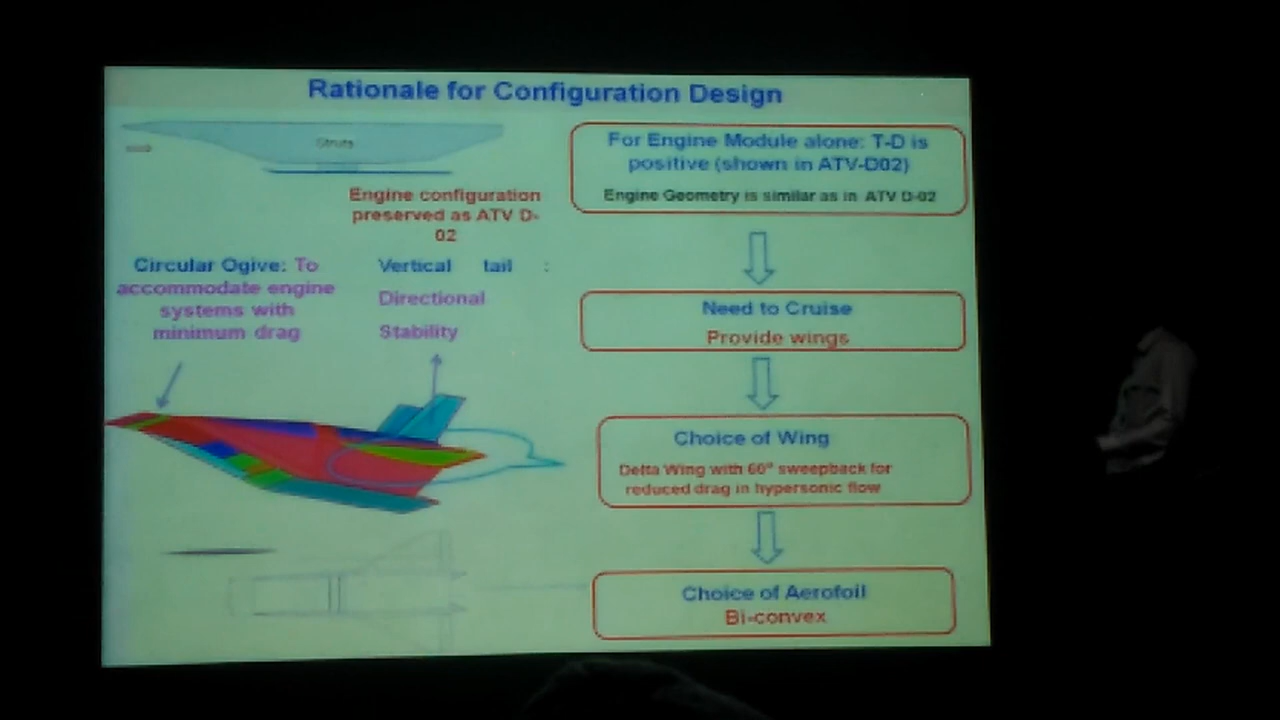 Rationale for Configuration Design
Struts
Engine configuration
preserved as ATV D-
02
Circular Ogive: To
accommodate engine
systems with
minimum drag
Vertical tail :
Directional
Stability
For Engine Module alone: T-D is
positive (shown in ATV-D02)
Engine Geometry is similar as in ATV D-02
Need to Cruise
Provide wings
Choice of Wing
Delta Wing with 60° sweepback for
reduced drag in hypersonic flow
Choice of Aerofoil
Bi-convex